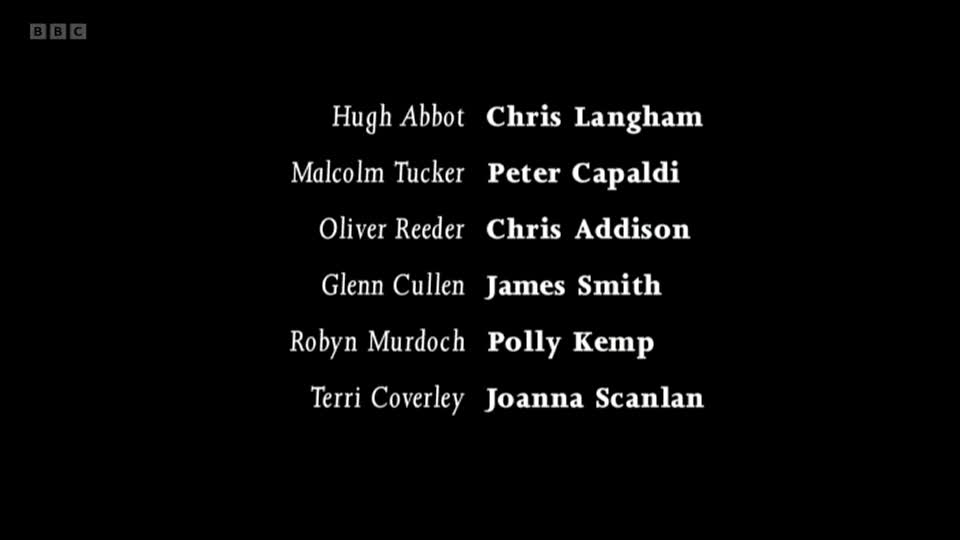 BBC
Hugh Abbot Chris Langham
Malcolm Tucker Peter Capaldi
Oliver Reeder Chris Addison
Glenn Cullen James Smith
Robyn Murdoch Polly Kemp
Terri Coverley Joanna Scanlan